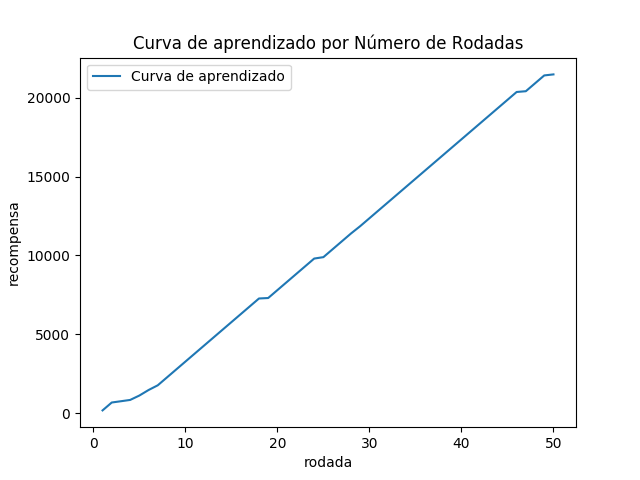 Curva de aprendizado por Número de Rodadas
Curva de aprendizado
20000
15000
10000
5000
0
recompensa
0 10 20 30 40 50
rodada